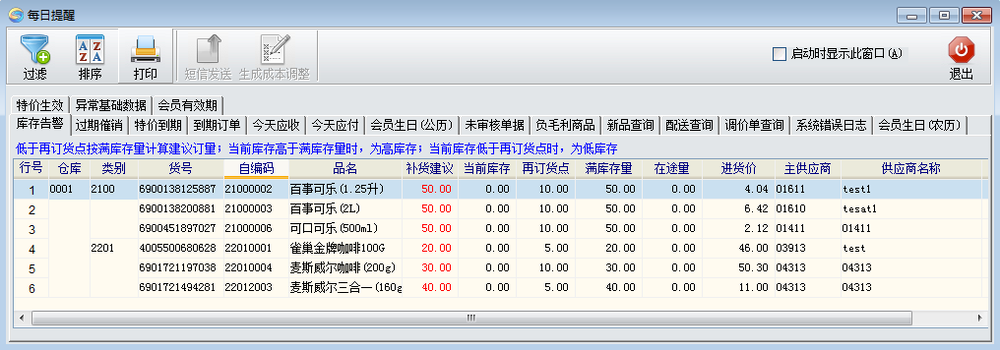 每日提醒
过滤 排序 打印 短信发送 生成成本调整 启动时显示此窗口(A) 退出
特价生效 异常基础数据 会员有效期
库存告警 过期催销 特价到期 到期订单 今天应收 今天应付 会员生日(公历) 未审核单据 负毛利商品 新品查询 配送查询 调价单查询 系统错误日志 会员生日(农历)
低于再订货点按满库存量计算建议订量;当前库存高于满库存量时，为高库存；当前库存低于再订货点时，为低库存
行号 仓库 类别 货号 自编码 品名 补货建议 当前库存 再订货点 满库存量 在途量 进货价 主供应商 供应商名称
1 0001 2100 6900138125887 21000002 百事可乐(1.25升) 50.00 0.00 10.00 50.00 0.00 4.04 01611 test1
2 6900138200881 21000003 百事可乐(2L) 50.00 0.00 10.00 50.00 0.00 6.42 01610 tesat1
3 6900451897027 21000006 可口可乐(500ml) 50.00 0.00 10.00 50.00 0.00 2.12 01411 01411
4 2201 4005500680628 22010001 雀巢金牌咖啡100G 20.00 0.00 5.00 20.00 0.00 46.00 03913 test
5 6901721197038 22010004 麦斯威尔咖啡(200g) 30.00 0.00 10.00 30.00 0.00 50.30 04313 04313
6 6901721494281 22012003 麦斯威尔三合一(160g 40.00 0.00 5.00 40.00 0.00 11.00 04313 04313